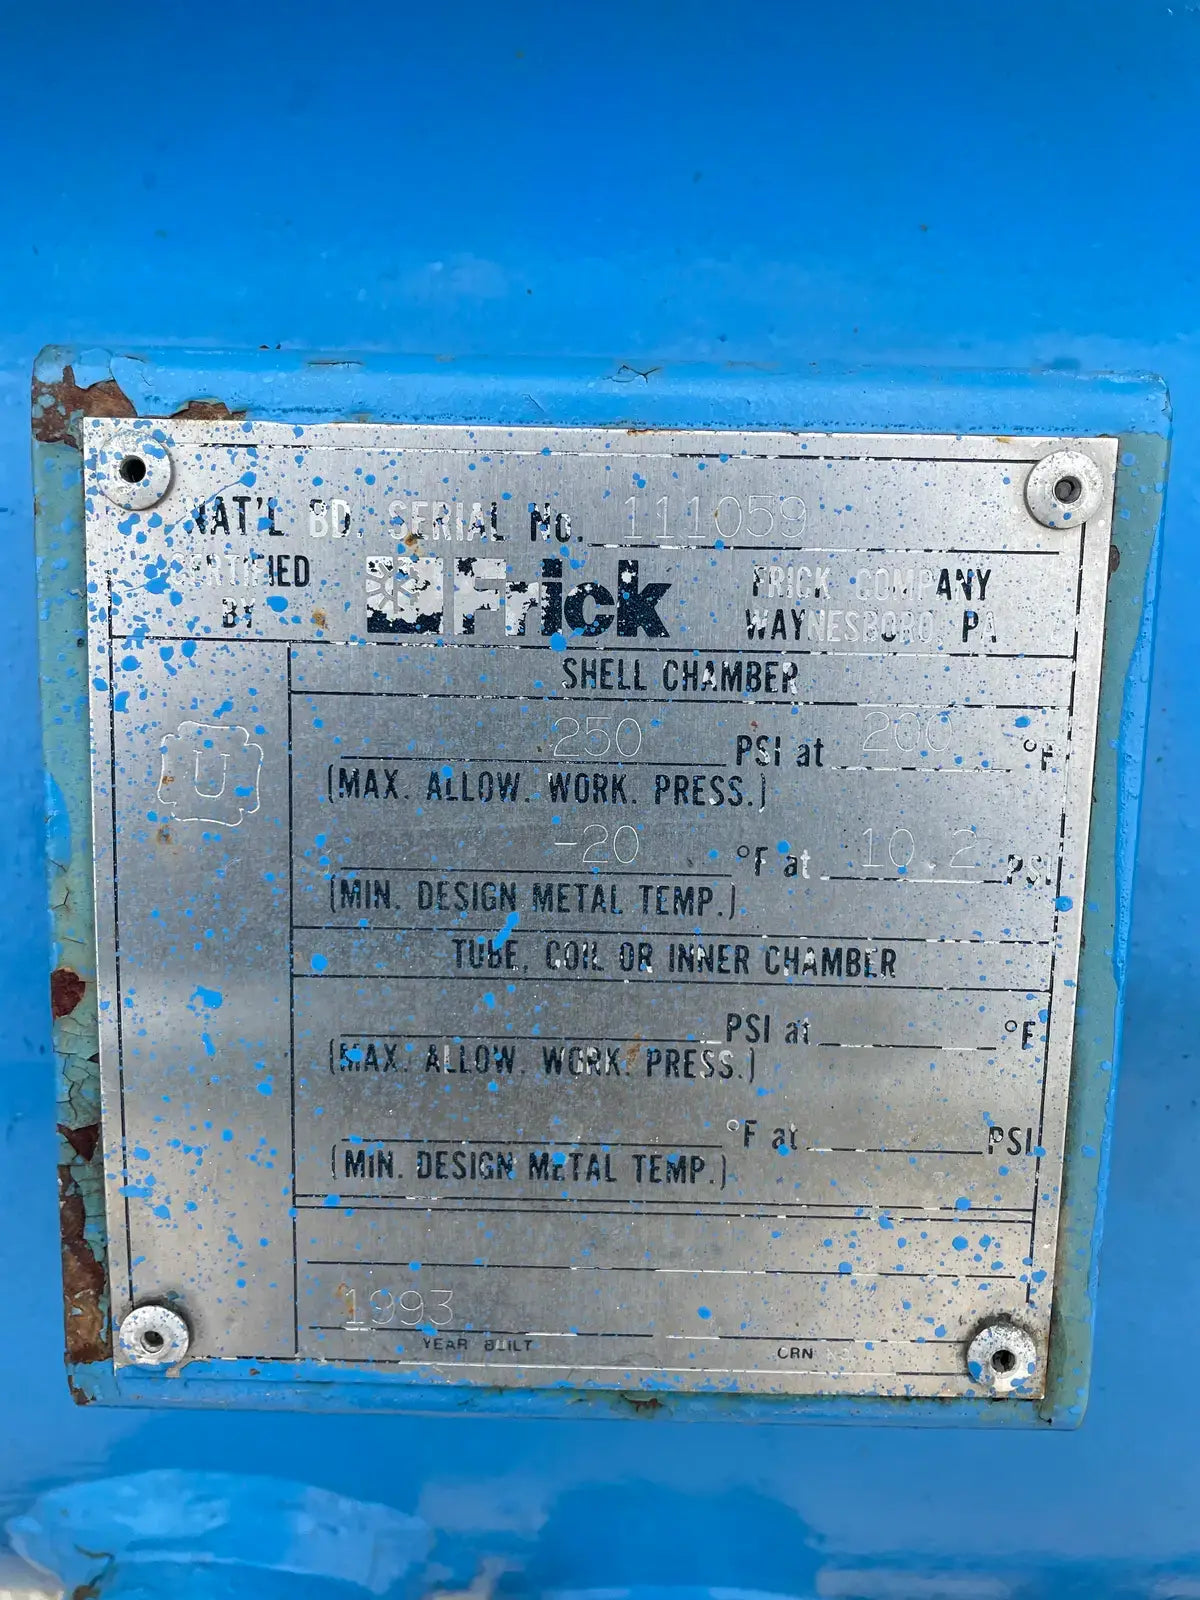 NAT'L BD. SERIAL No. 111059
CERTIFIED BY
Frick
FRICK COMPANY
WAYNESBORO PA
SHELL CHAMBER
U
250 PSI at 200 °F
(MAX. ALLOW. WORK. PRESS.)
-20 °F at 10.2 PSI
(MIN. DESIGN METAL TEMP.)
TUBE, COIL OR INNER CHAMBER
PSI at °F
(MAX. ALLOW. WORK. PRESS.)
°F at PSI
(MIN. DESIGN METAL TEMP.)
1993
YEAR BUILT
CRN